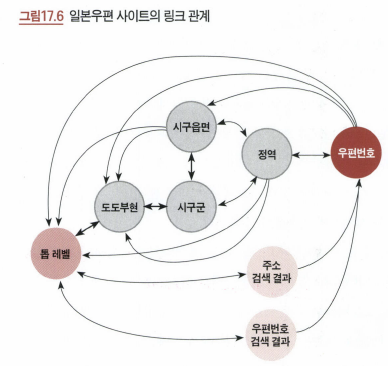 그림17.6 일본우편 사이트의 링크 관계
시구읍면
정역
우편번호
도도부현
시구군
톱 레벨
주소
검색 결과
우편번호
검색 결과